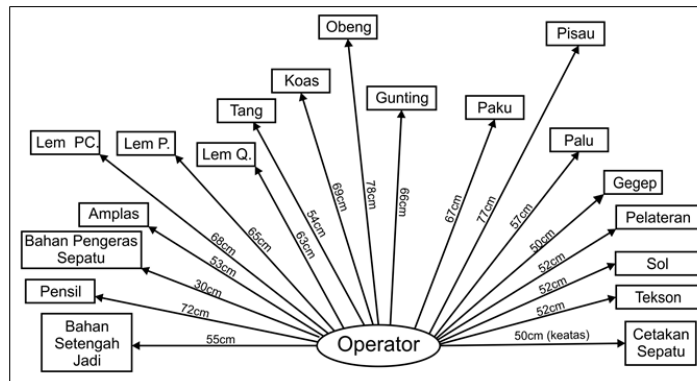 Obeng
Pisau
Koas
Gunting
Paku
Tang
Lem PC.
Lem P.
Lem Q.
Palu
Gegep
Amplas
Pelateran
Bahan Pengeras
Sepatu
Sol
Pensil
Tekson
Bahan
Setengah
Jadi
Cetakan
Sepatu
Operator
55cm
72cm
30cm
53cm
68cm
65cm
63cm
54cm
69cm
78cm
66cm
67cm
77cm
57cm
50cm
52cm
52cm
52cm
50cm (keatas)